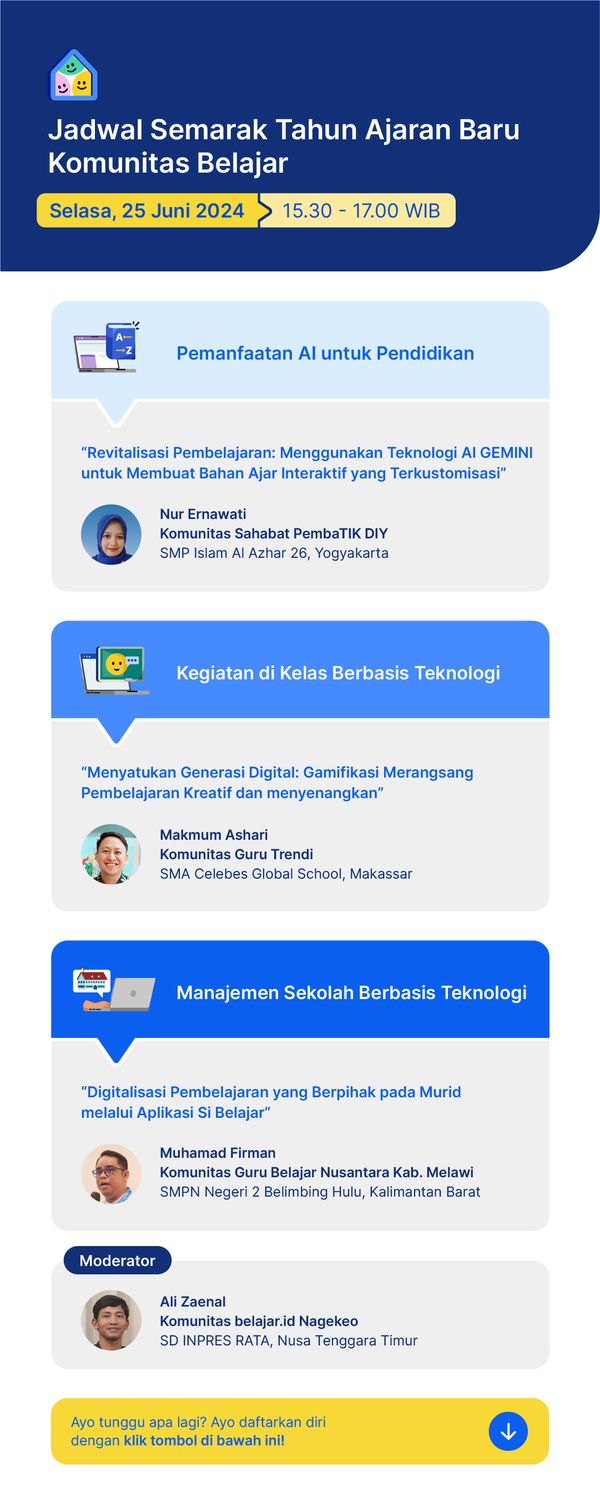 Jadwal Semarak Tahun Ajaran Baru
Komunitas Belajar
Selasa, 25 Juni 2024
15.30 - 17.00 WIB
A
Z
Pemanfaatan AI untuk Pendidikan
“Revitalisasi Pembelajaran: Menggunakan Teknologi AI GEMINI
untuk Membuat Bahan Ajar Interaktif yang Terkustomisasi”
Nur Ernawati
Komunitas Sahabat PembaTIK DIY
SMP Islam Al Azhar 26, Yogyakarta
Kegiatan di Kelas Berbasis Teknologi
“Menyatukan Generasi Digital: Gamifikasi Merangsang
Pembelajaran Kreatif dan menyenangkan”
Makmum Ashari
Komunitas Guru Trendi
SMA Celebes Global School, Makassar
Manajemen Sekolah Berbasis Teknologi
“Digitalisasi Pembelajaran yang Berpihak pada Murid
melalui Aplikasi Si Belajar“
Muhamad Firman
Komunitas Guru Belajar Nusantara Kab. Melawi
SMPN Negeri 2 Belimbing Hulu, Kalimantan Barat
Moderator
Ali Zaenal
Komunitas belajar.id Nagekeo
SD INPRES RATA, Nusa Tenggara Timur
Ayo tunggu apa lagi? Ayo daftarkan diri
dengan klik tombol di bawah ini!